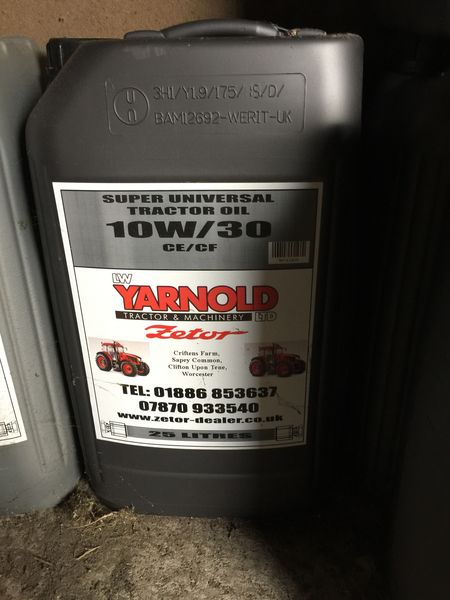 un
3H1/Y1.9/175/ /S/D/
BAM12692-WERIT-UK
SUPER UNIVERSAL
TRACTOR OIL
10W/30
CE/CF
LW
YARNOLD
TRACTOR & MACHINERY LTD
Zetor
Criftens Farm,
Sapey Common,
Clifton Upon Teme,
Worcester
TEL: 01886 853637
07870 933540
www.zetor-dealer.co.uk
25 LITRES